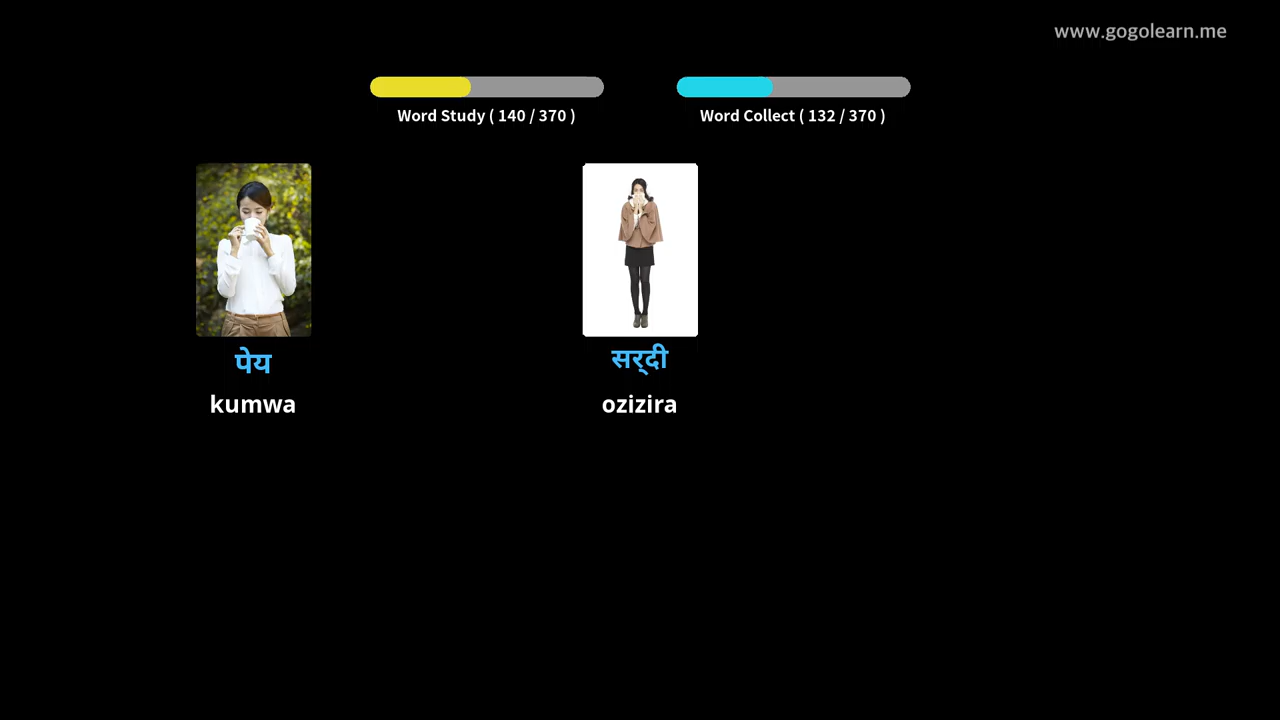 www.gogolearn.me
Word Study ( 140 / 370 )
Word Collect ( 132 / 370 )
पेय
सर्दी
kumwa
ozizira